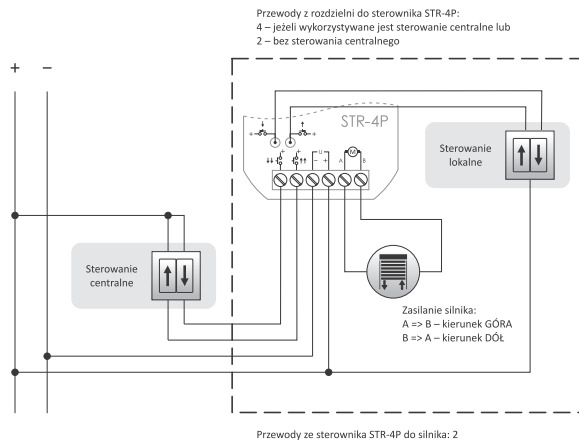 Przewody z rozdzielni do sterownika STR-4P:
4 – jeżeli wykorzystywane jest sterowanie centralne lub
2 – bez sterowania centralnego
+ –
STR-4P
+ +
+ + U M
– + A B
Sterowanie
lokalne
Sterowanie
centralne
Zasilanie silnika:
A => B – kierunek GÓRA
B => A – kierunek DÓŁ
Przewody ze sterownika STR-4P do silnika: 2